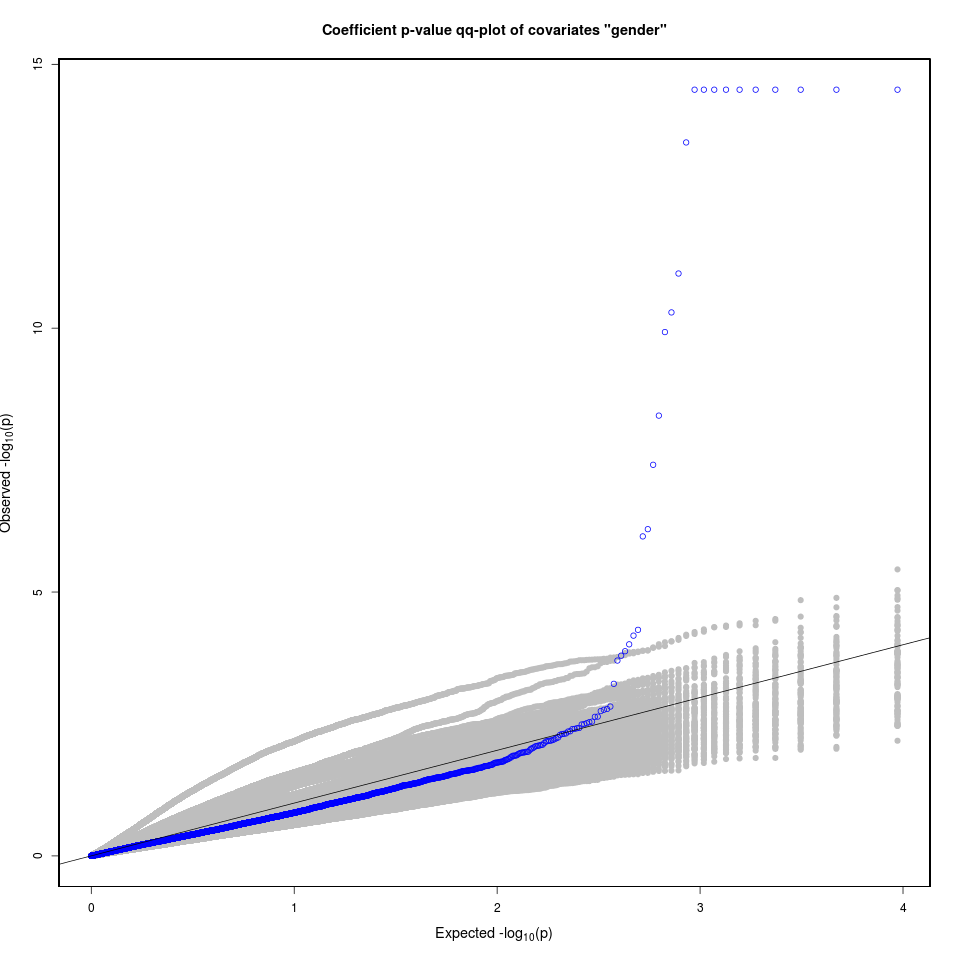 Coefficient p-value qq-plot of covariates "gender"
15
10
5
0
Observed -log10(p)
0 1 2 3 4
Expected -log10(p)